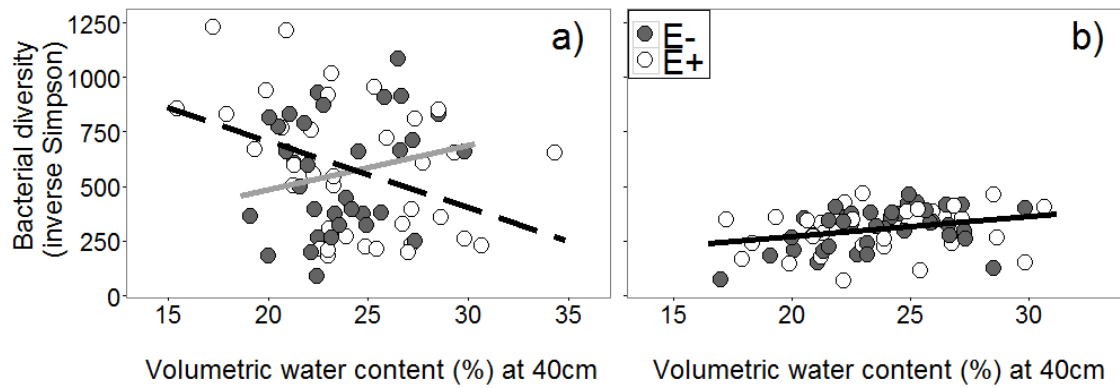 Bacterial diversity
(inverse Simpson)
1250
1000
750
500
250
0
a)
15 20 25 30 35
Volumetric water content (%) at 40cm
E-
E+
b)
15 20 25 30
Volumetric water content (%) at 40cm